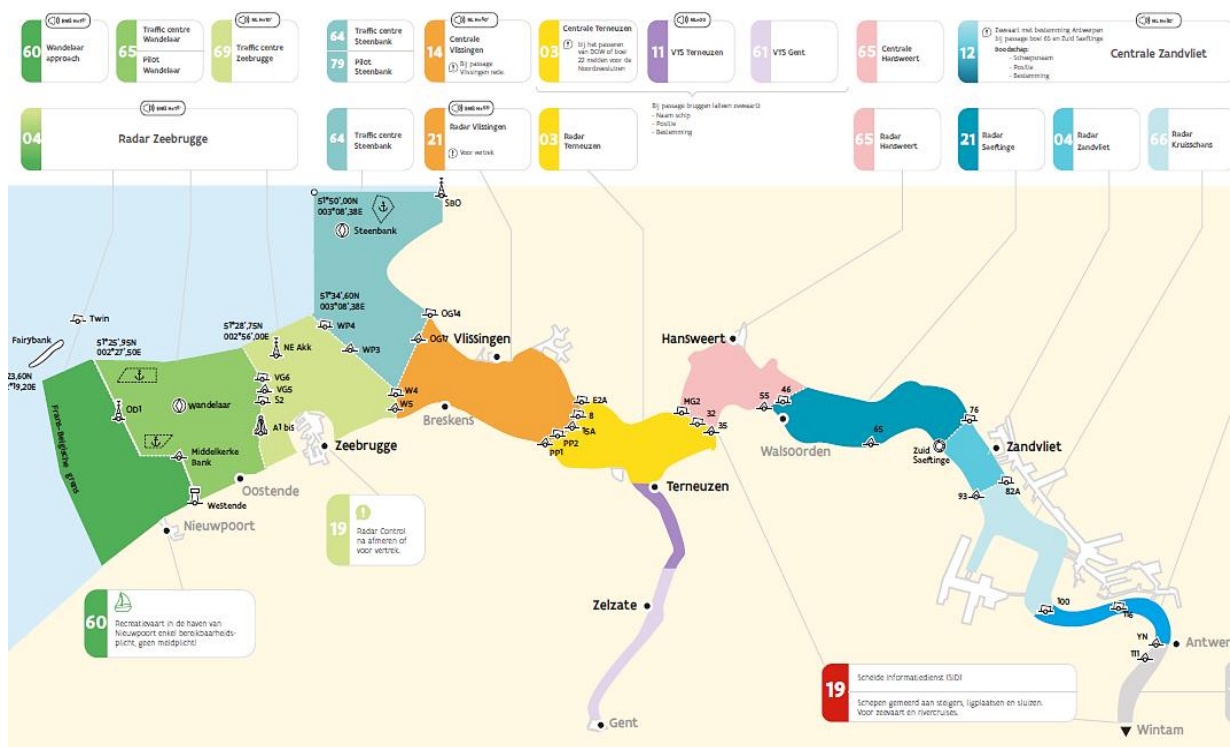 60
Wandelaar
approach
65
Traffic centre
Wandelaar
Pilot
Wandelaar
69
Traffic centre
Zeebrugge
64
Traffic centre
Steenbank
79
Pilot
Steenbank
14
Centrale
Vlissingen
Bij passage
Vlissingen rede.
03
Centrale Terneuzen
Bij het passeren
van DOW of boei
22 melden voor de
Noordzeesluizen
11
VTS Terneuzen
61
VTS Gent
65
Centrale
Hansweert
12
Zeevaart met bestemming Antwerpen
bij passage boei 65 en Zuid Saeftinge
Boodschap:
- Scheepsnaam
- Positie
- Bestemming
Centrale Zandvliet
04
Radar Zeebrugge
64
Traffic centre
Steenbank
21
Radar Vlissingen
Voor vertrek
03
Radar
Terneuzen
Bij passage bruggen (alleen zeevaart)
- Naam schip
- Positie
- Bestemming
65
Radar
Hansweert
21
Radar
Saeftinge
04
Radar
Zandvliet
66
Radar
Kruisschans
51°50',00N
003°08',38E
SBO
Steenbank
51°34',60N
003°08',38E
OG14
Twin
WP4
51°28',75N
002°56',00E
OG17
Vlissingen
Hansweert
51°25',95N
002°27',50E
Fairybank
NE Akk
WP3
23,60N
19,20E
VG6
VG5
S2
W4
W5
Breskens
E2A
8
15A
PP2
PP1
MG2
32
35
55
46
Walsoorden
65
76
Zuid
Saeftinge
Zandvliet
OD1
Wandelaar
A1 bis
Zeebrugge
Middelkerke
Bank
Frans-Belgische grens
Oostende
Westende
Nieuwpoort
Terneuzen
93
82A
19
Radar Control
na afmeren of
voor vertrek.
60
Recreatievaart in de haven van
Nieuwpoort enkel bereikbaarheids-
plicht, geen meldplicht!
Zelzate
100
116
YN
111
Antwer
19
Schelde informatiedienst (SID)
Schepen gemeerd aan steigers, ligplaatsen en sluizen.
Voor zeevaart en rivercruises.
Gent
Wintam